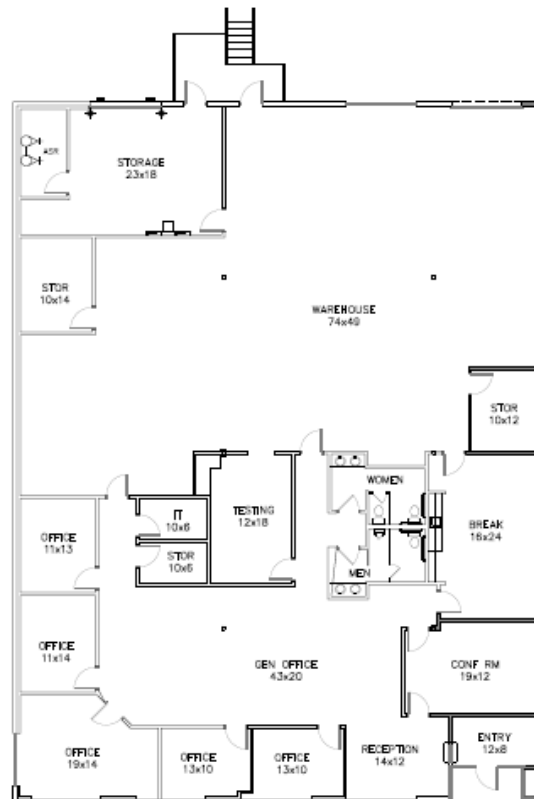 ASR
STORAGE
23x18
STOR
10x14
WAREHOUSE
74x49
STOR
10x12
WOMEN
IT
10x6
TESTING
12x18
BREAK
16x24
OFFICE
11x13
STOR
10x6
MEN
OFFICE
11x14
GEN OFFICE
43x20
CONF RM
19x12
OFFICE
19x14
OFFICE
13x10
OFFICE
13x10
RECEPTION
14x12
ENTRY
12x8